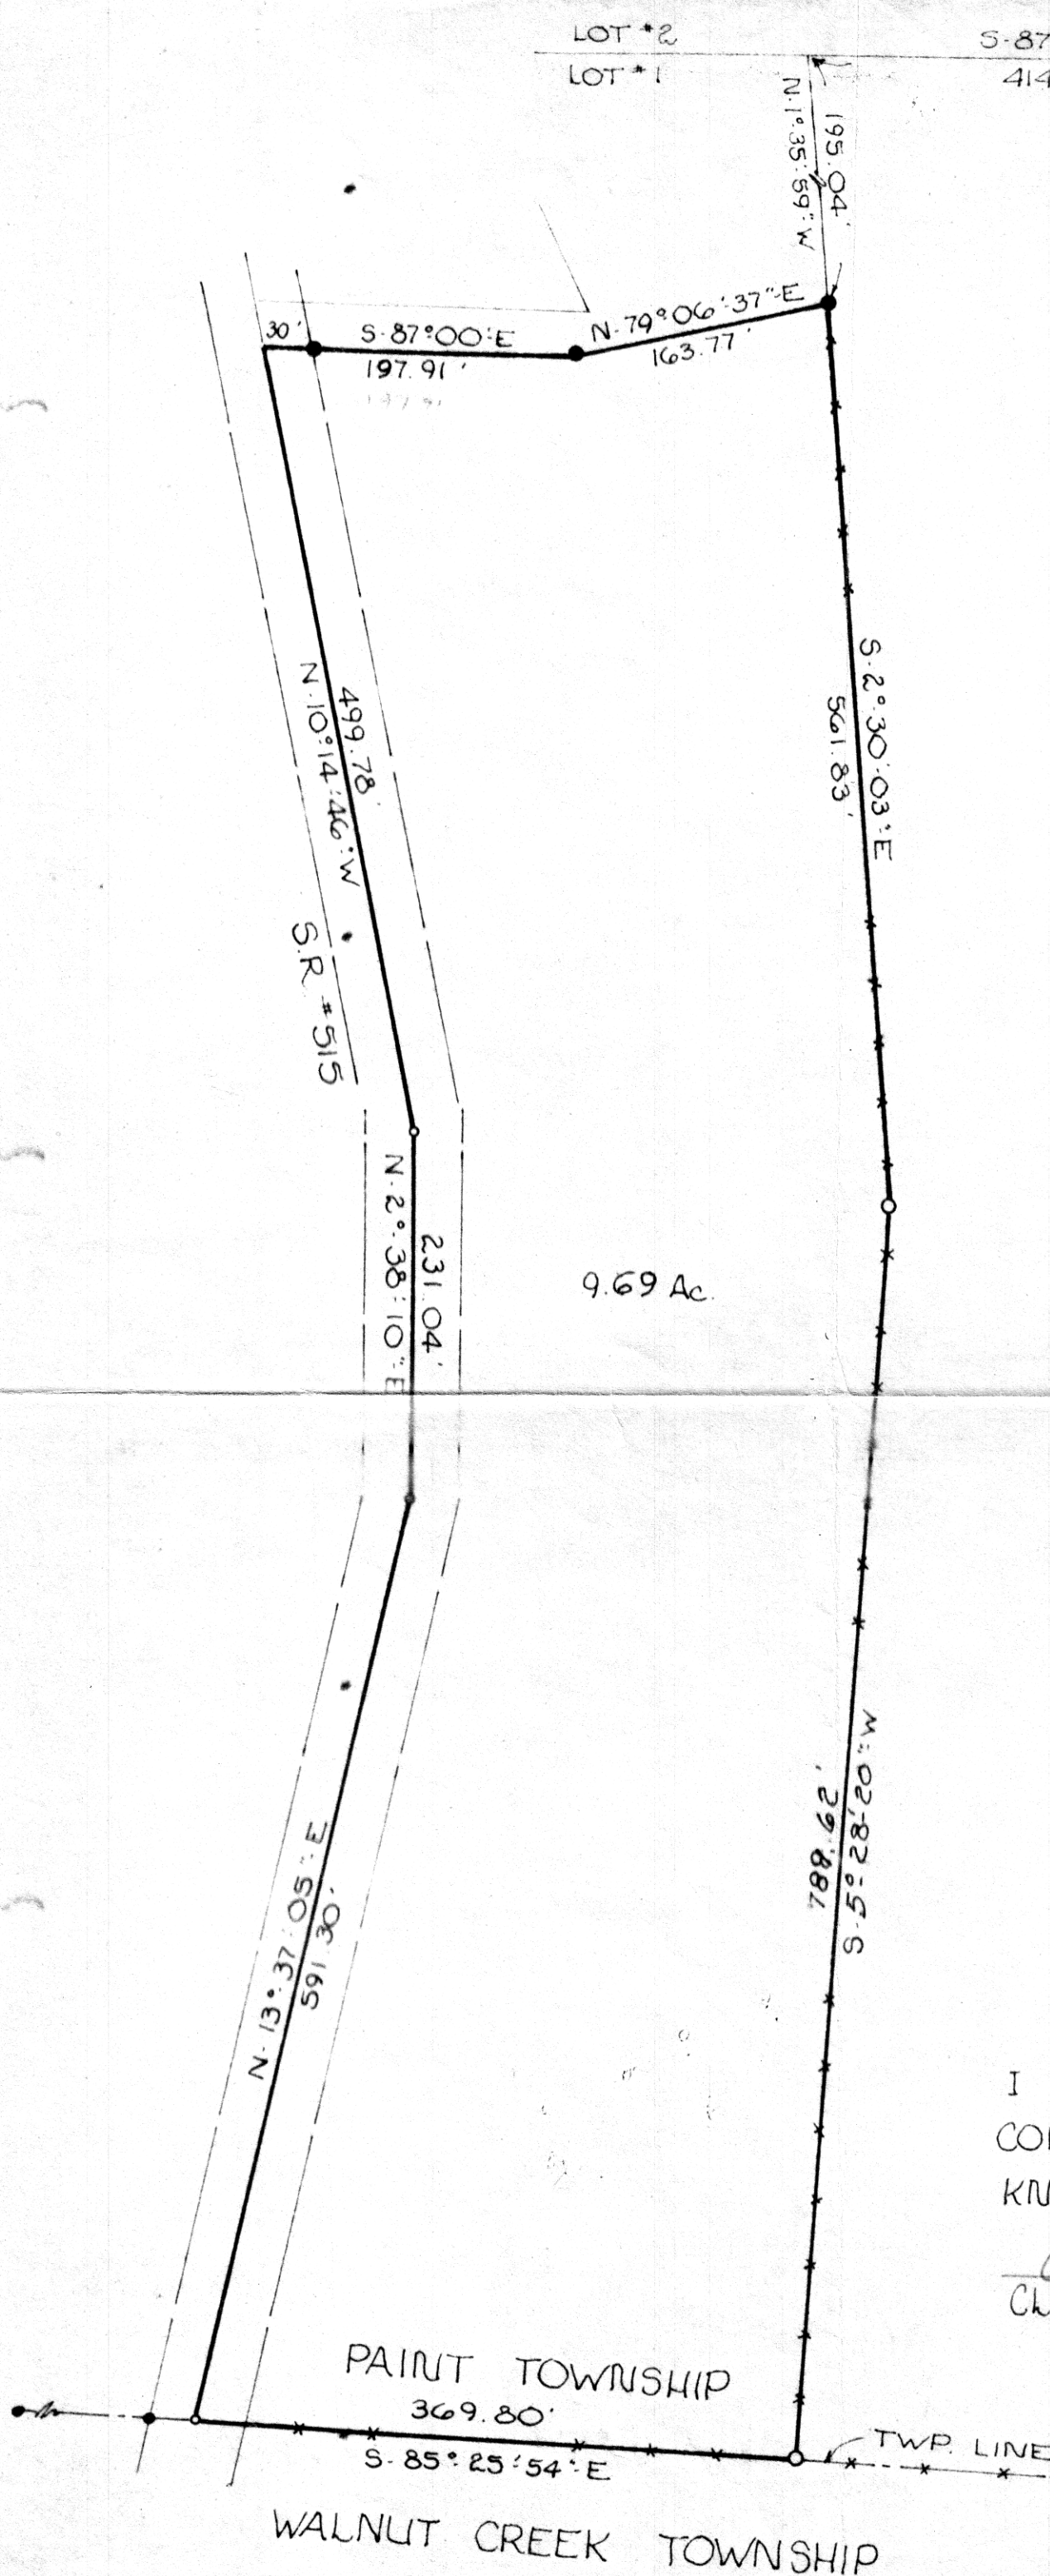 LOT #2
S-87
LOT #1
414
N.1°.35'.59"W
195.04'
30'
S-87°00'E
197.91'
N-79°06'37"E
163.77'
S.2°.30'.03"E
561.83'
499.78'
N.10°14'46"W
S.R #515
N.2°.38'.10"E
231.04'
9.69 Ac.
N-13°.37'.05"E
591.30'
S-5°28'20"W
I
CO
KN
Ch
PAINT TOWNSHIP
369.80'
S-85°25'54"E
TWP. LINE
WALNUT CREEK TOWNSHIP